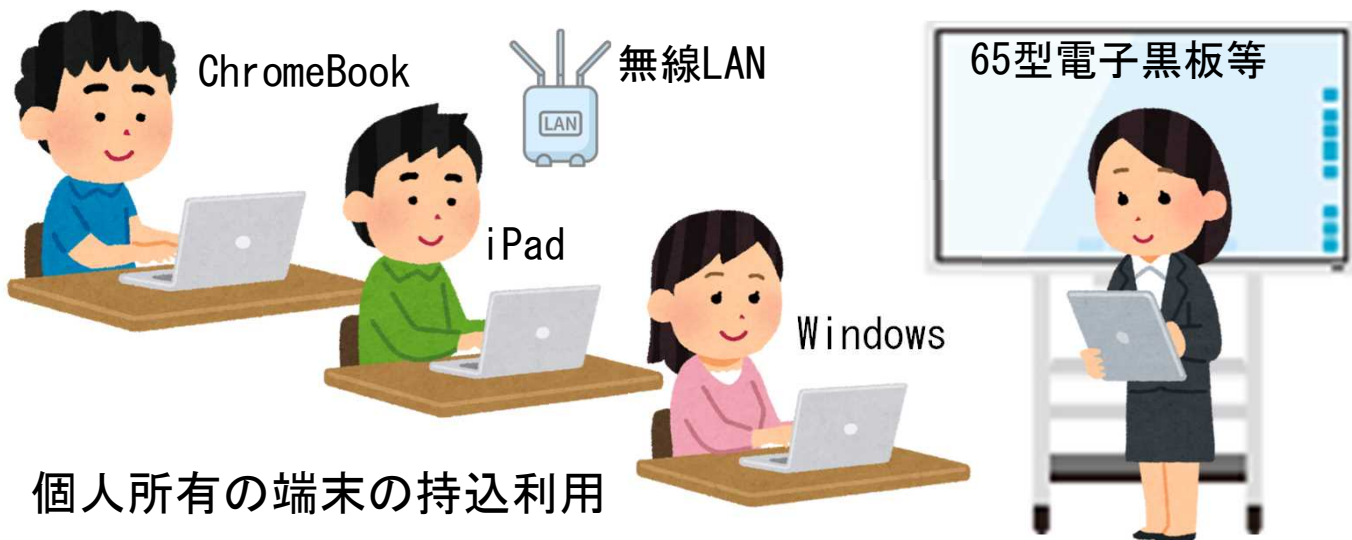 ChromeBook
無線LAN
LAN
65型電子黒板等
iPad
Windows
個人所有の端末の持込利用